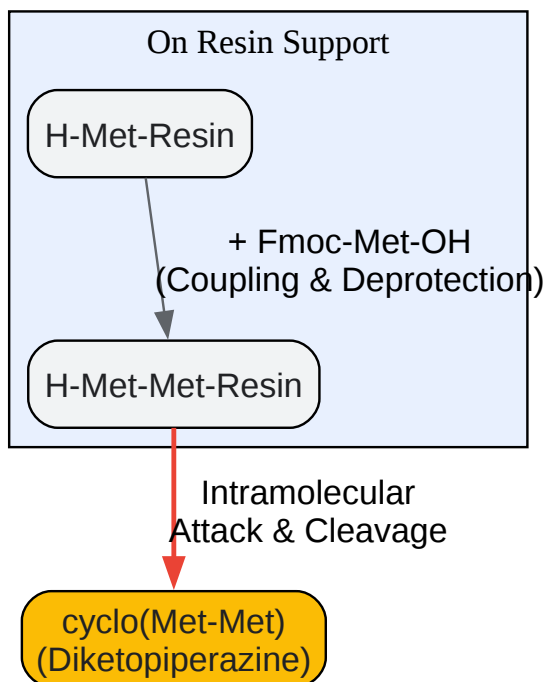 On Resin Support
H-Met-Resin
+ Fmoc-Met-OH
(Coupling & Deprotection)
H-Met-Met-Resin
Intramolecular
Attack & Cleavage
cyclo(Met-Met)
(Diketopiperazine)